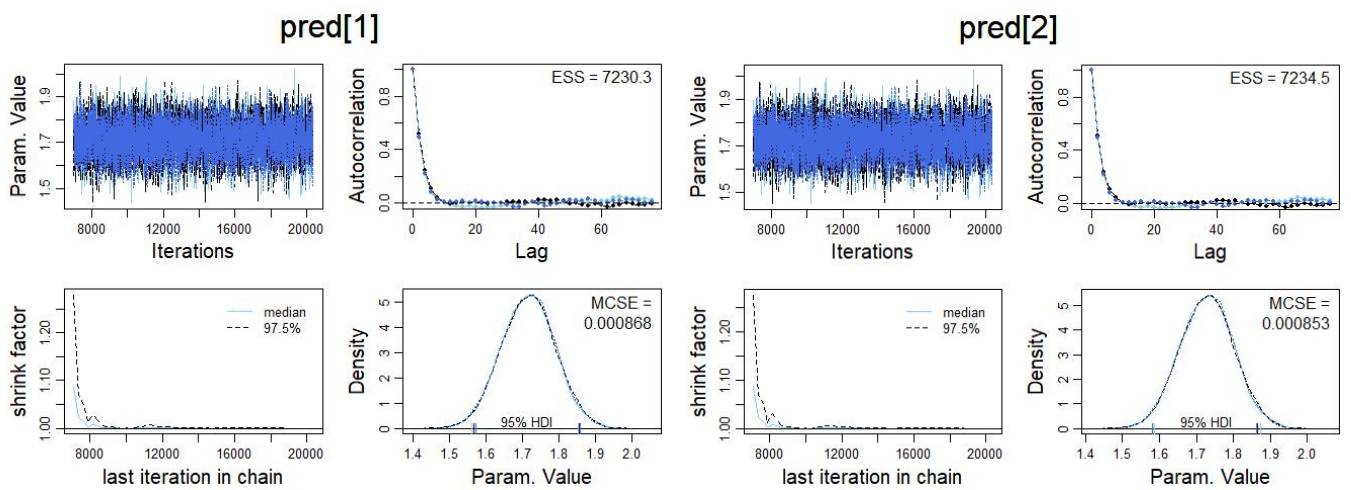 pred[1]
Param. Value
1.5 1.7 1.9
8000 12000 16000 20000
Iterations
Autocorrelation
0.0 0.4 0.8
ESS = 7230.3
0 20 40 60
Lag
shrink factor
1.00 1.10 1.20
median
97.5%
8000 10000 13000 16000 19000
last iteration in chain
Density
0 1 2 3 4 5
MCSE =
0.000868
95% HDI
1.4 1.5 1.6 1.7 1.8 1.9 2.0
Param. Value
pred[2]
Param. Value
1.5 1.7 1.9
8000 12000 16000 20000
Iterations
Autocorrelation
0.0 0.4 0.8
ESS = 7234.5
0 20 40 60
Lag
shrink factor
1.00 1.10 1.20
median
97.5%
8000 10000 13000 16000 19000
last iteration in chain
Density
0 1 2 3 4 5
MCSE =
0.000853
95% HDI
1.4 1.5 1.6 1.7 1.8 1.9 2.0
Param. Value